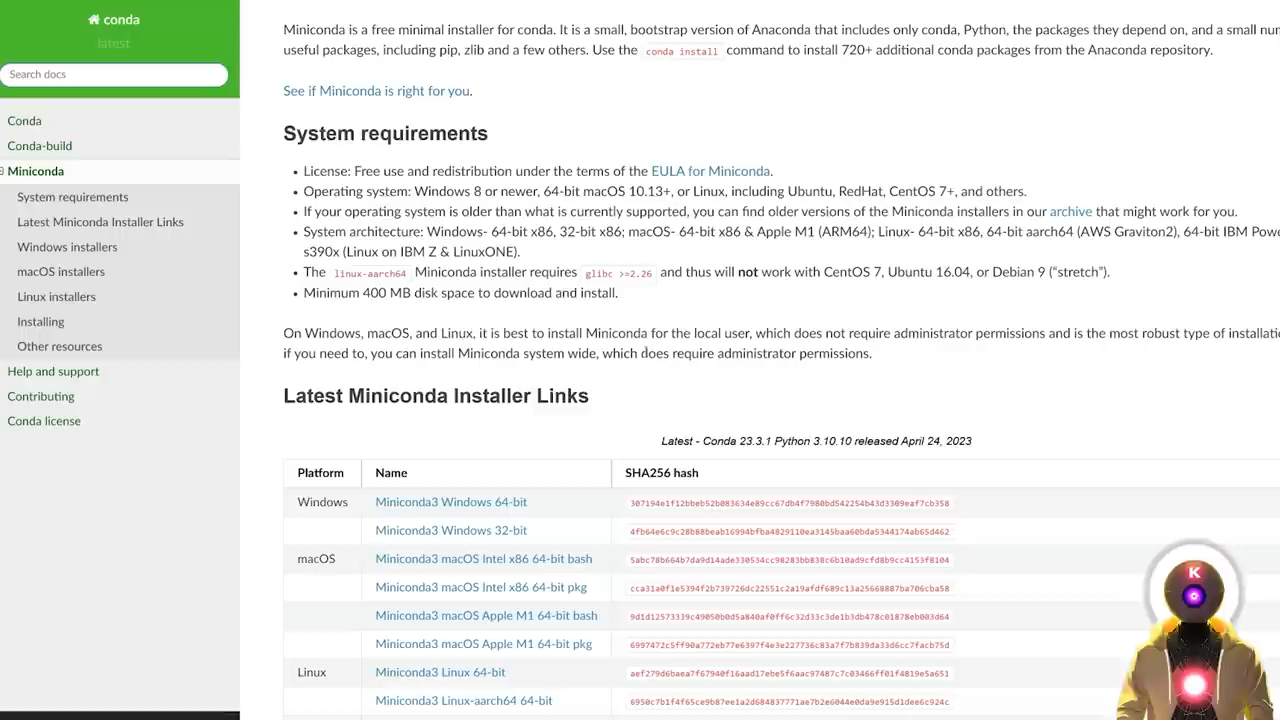 conda
latest
Search docs
Conda
Conda-build
Miniconda
System requirements
Latest Miniconda Installer Links
Windows installers
macOS installers
Linux installers
Installing
Other resources
Help and support
Contributing
Conda license
Miniconda is a free minimal installer for conda. It is a small, bootstrap version of Anaconda that includes only conda, Python, the packages they depend on, and a small
useful packages, including pip, zlib and a few others. Use the conda install command to install 720+ additional conda packages from the Anaconda repository.
See if Miniconda is right for you.
System requirements
• License: Free use and redistribution under the terms of the EULA for Miniconda.
• Operating system: Windows 8 or newer, 64-bit macOS 10.13+, or Linux, including Ubuntu, RedHat, CentOS 7+, and others.
• If your operating system is older than what is currently supported, you can find older versions of the Miniconda installers in our archive that might work for you.
• System architecture: Windows- 64-bit x86, 32-bit x86; macOS- 64-bit x86 & Apple M1 (ARM64); Linux- 64-bit x86, 64-bit aarch64 (AWS Graviton2), 64-bit IBM
s390x (Linux on IBM Z & LinuxONE).
• The linux-aarch64 Miniconda installer requires glibc >=2.26 and thus will not work with CentOS 7, Ubuntu 16.04, or Debian 9 (“stretch”).
• Minimum 400 MB disk space to download and install.
On Windows, macOS, and Linux, it is best to install Miniconda for the local user, which does not require administrator permissions and is the most robust type of
if you need to, you can install Miniconda system wide, which does require administrator permissions.
Latest Miniconda Installer Links
Latest - Conda 23.3.1 Python 3.10.10 released April 24, 2023
Platform Name SHA256 hash
Windows Miniconda3 Windows 64-bit
Miniconda3 Windows 32-bit
macOS Miniconda3 macOS Intel x86 64-bit bash
Miniconda3 macOS Intel x86 64-bit pkg
Miniconda3 macOS Apple M1 64-bit bash
Miniconda3 macOS Apple M1 64-bit pkg
Linux Miniconda3 Linux 64-bit
Miniconda3 Linux-aarch64 64-bit
K